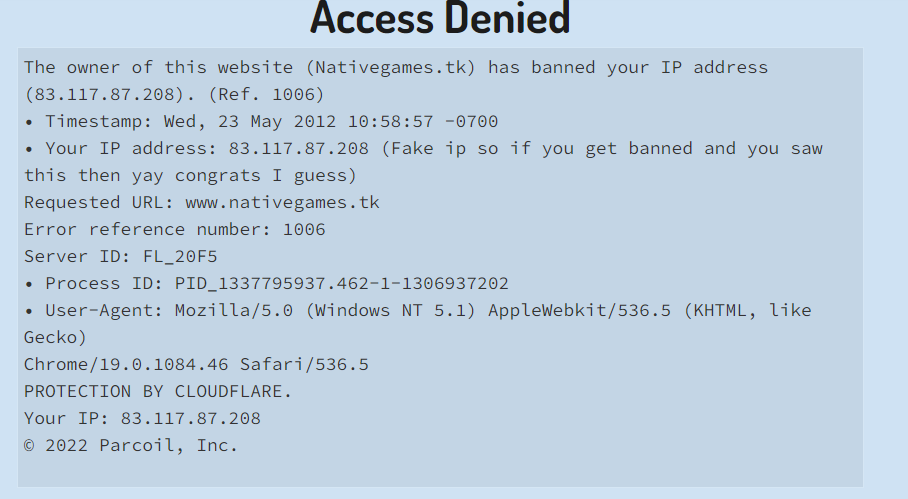 Access Denied
The owner of this website (Nativegames.tk) has banned your IP address
(83.117.87.208). (Ref. 1006)
• Timestamp: Wed, 23 May 2012 10:58:57 -0700
• Your IP address: 83.117.87.208 (Fake ip so if you get banned and you saw
this then yay congrats I guess)
Requested URL: www.nativegames.tk
Error reference number: 1006
Server ID: FL_20F5
• Process ID: PID_1337795937.462-1-1306937202
• User-Agent: Mozilla/5.0 (Windows NT 5.1) AppleWebkit/536.5 (KHTML, like
Gecko)
Chrome/19.0.1084.46 Safari/536.5
PROTECTION BY CLOUDFLARE.
Your IP: 83.117.87.208
© 2022 Parcoil, Inc.